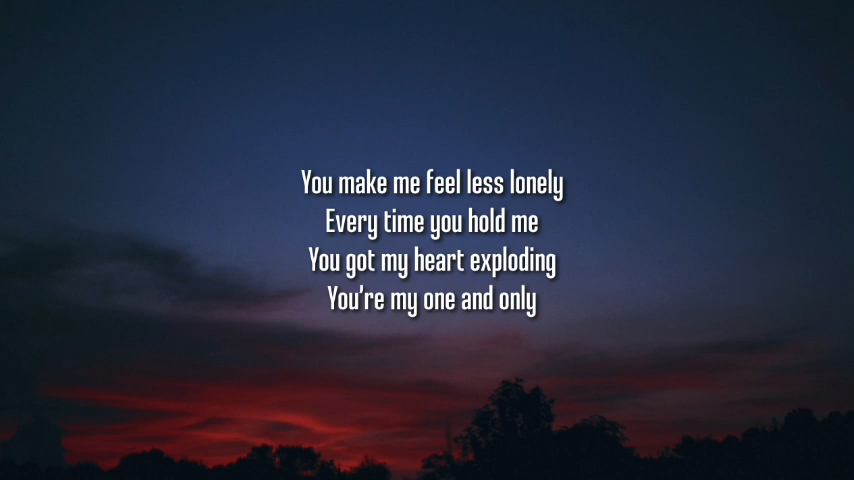 You make me feel less lonely
Every time you hold me
You got my heart exploding
You're my one and only